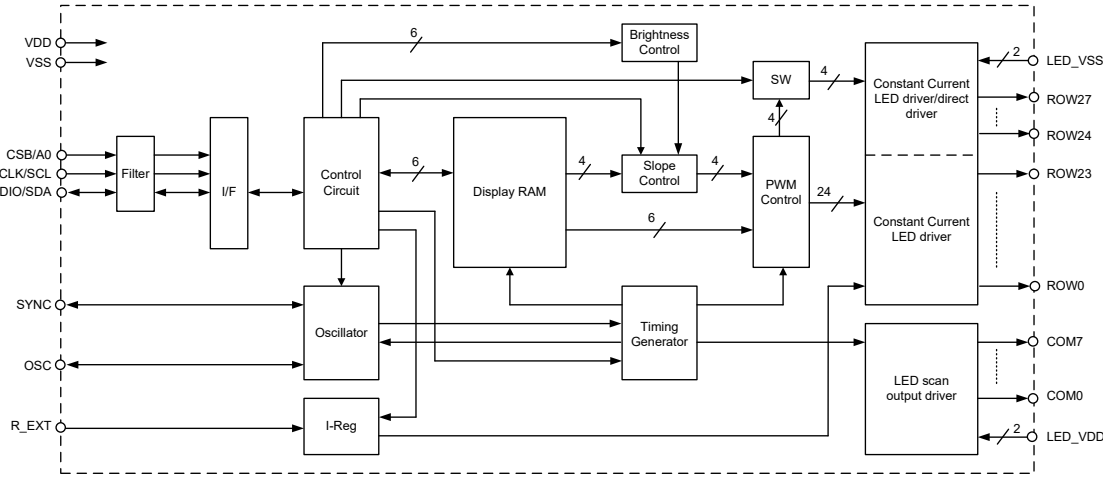 VDD
VSS
CSB/A0
CLK/SCL
DIO/SDA
SYNC
OSC
R_EXT
Filter
I/F
Control
Circuit
Oscillator
I-Reg
6
6
Display RAM
4
6
Brightness
Control
Slope
Control
4
Timing
Generator
SW
4
4
PWM
Control
24
Constant Current
LED driver/direct
driver
Constant Current
LED driver
LED scan
output driver
2
LED_VSS
ROW27
ROW24
ROW23
ROW0
COM7
COM0
2
LED_VDD